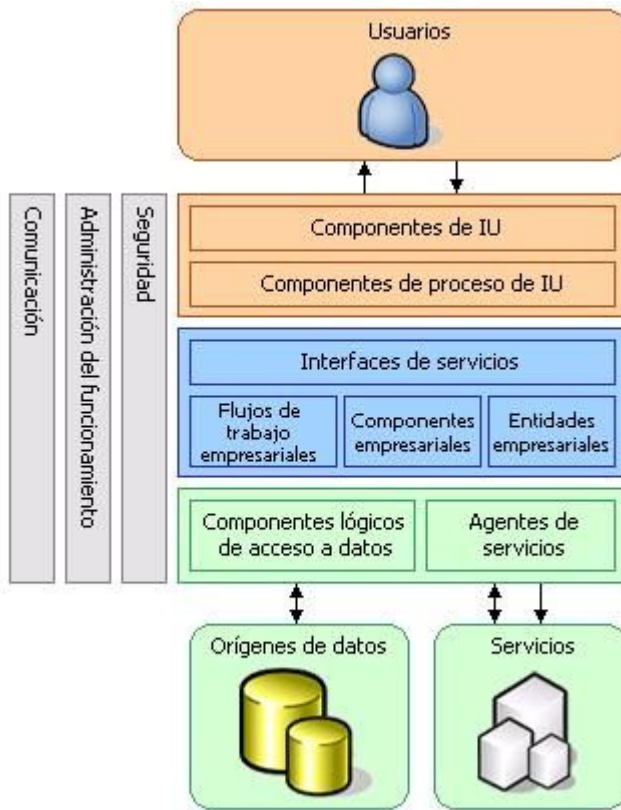 Usuarios
Comunicación
Administración del funcionamiento
Seguridad
Componentes de IU
Componentes de proceso de IU
Interfaces de servicios
Flujos de
trabajo
empresariales
Componentes
empresariales
Entidades
empresariales
Componentes lógicos
de acceso a datos
Agentes de
servicios
Orígenes de datos
Servicios